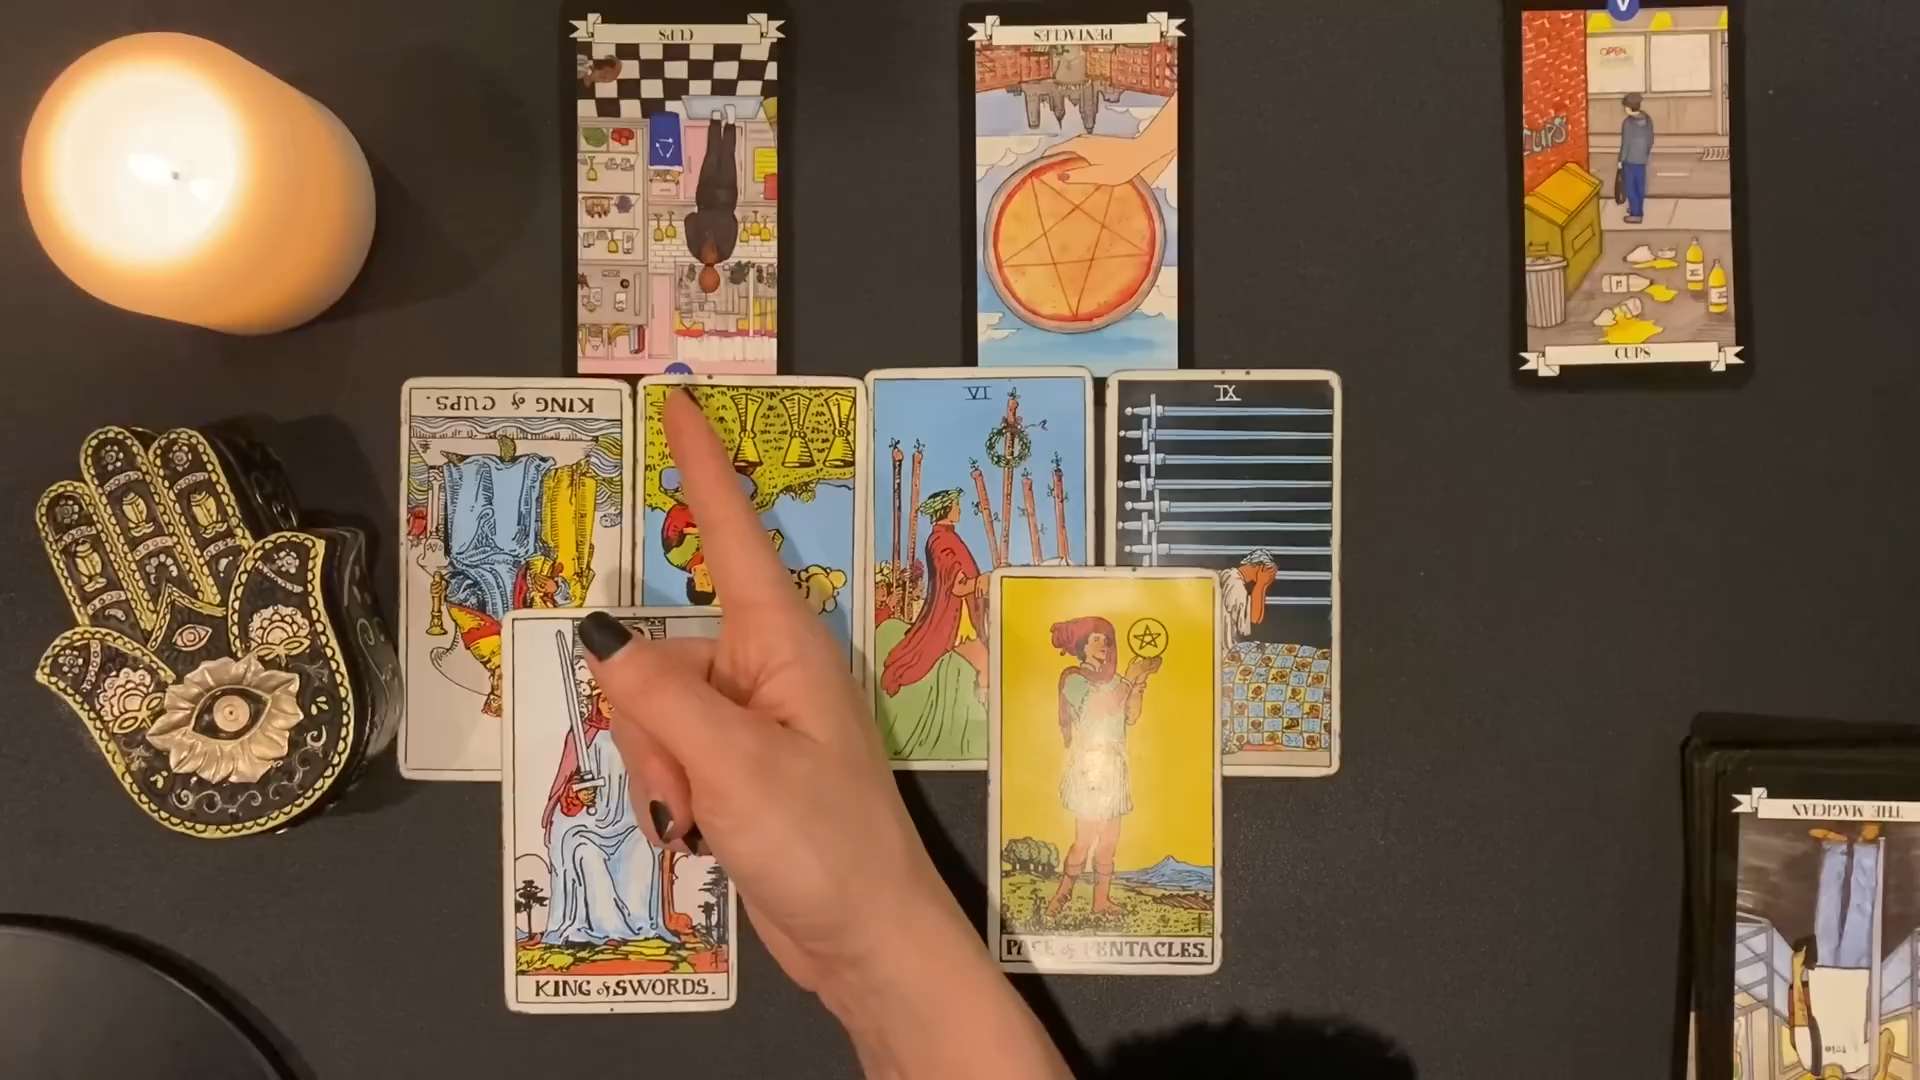 CUPS
PENTACLES
V
OPEN
CUPS
CUPS
KING of CUPS.
VI
IX
KING of SWORDS.
PAGE of PENTACLES.
THE MAGICIAN